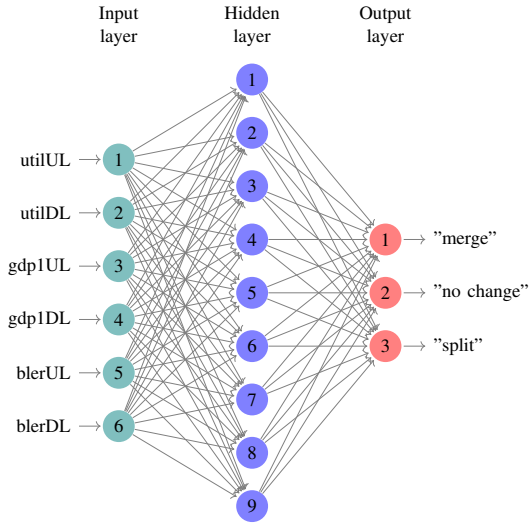 Input
layer
Hidden
layer
Output
layer
1
2
3
4
5
6
7
8
9
utilUL
1
utilDL
2
gdp1UL
3
gdp1DL
4
blerUL
5
blerDL
6
1
"merge"
2
"no change"
3
"split"